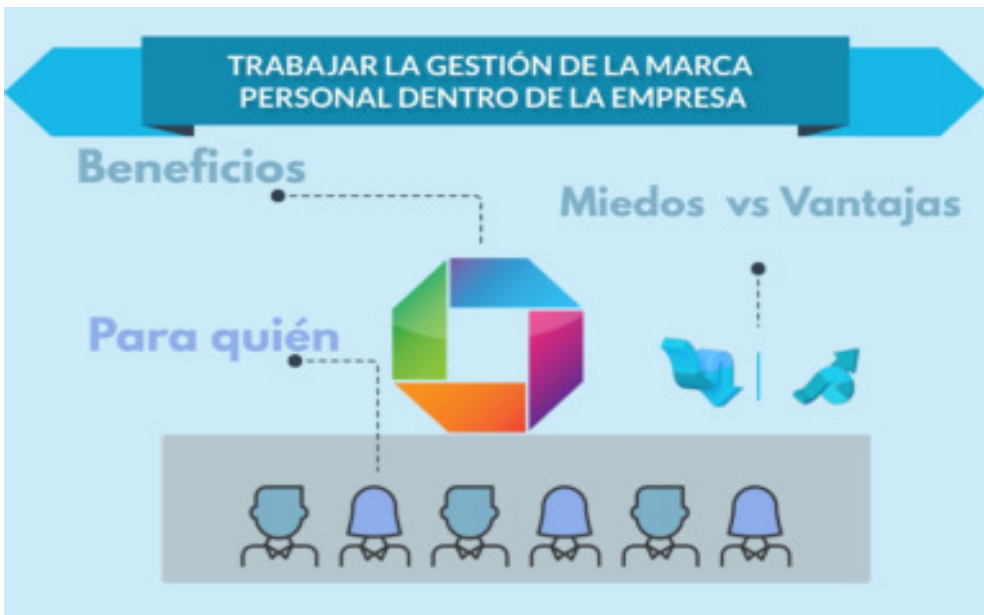 TRABAJAR LA GESTIÓN DE LA MARCA
PERSONAL DENTRO DE LA EMPRESA
Beneficios
Miedos vs Vantajas
Para quién